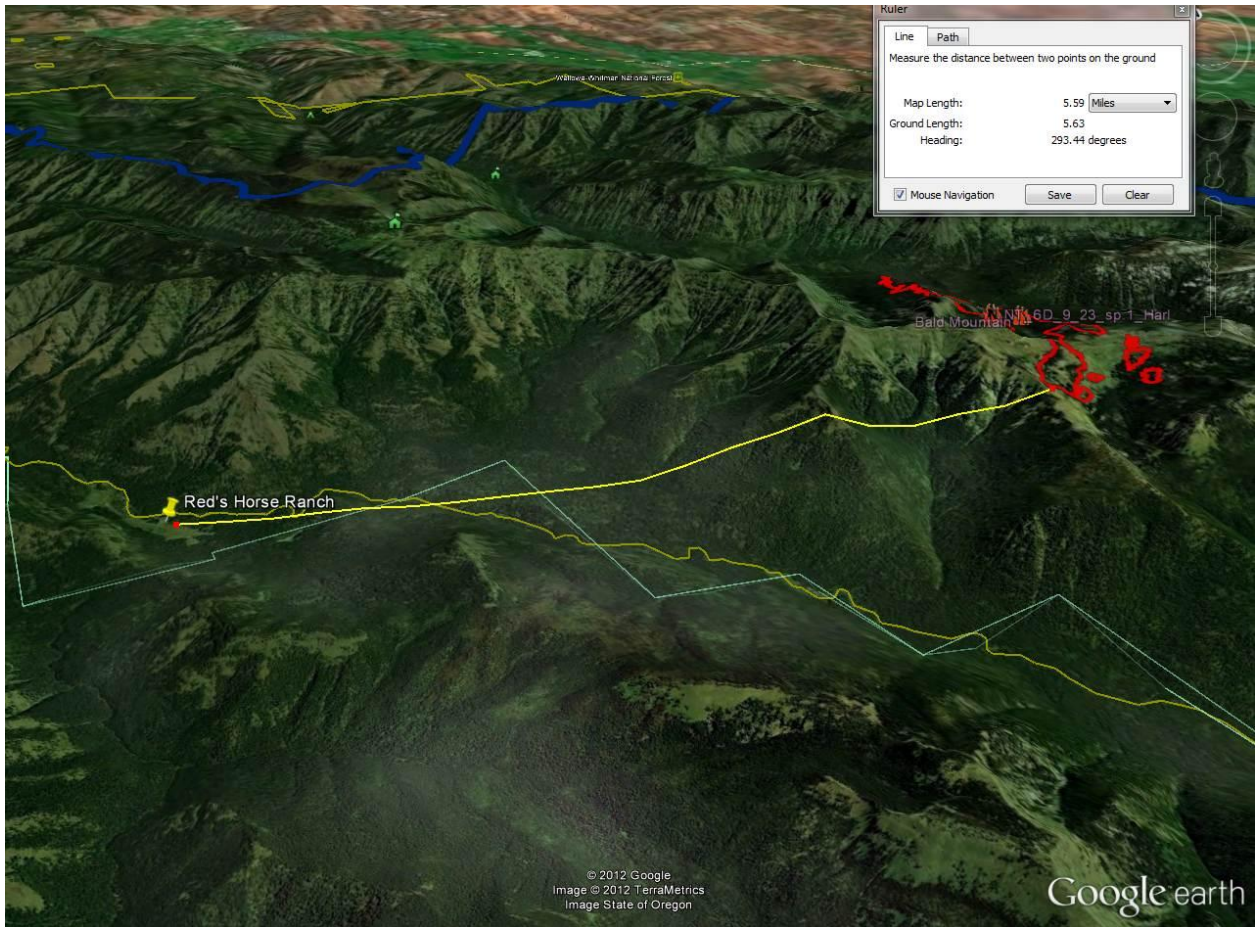 Ruler
Line
Path
Measure the distance between two points on the ground
Map Length:
5.59
Miles
Ground Length:
5.63
Heading:
293.44 degrees
Mouse Navigation
Save
Clear
Wallowa-Whitman National Forest
Bald Mountain
6D_9_23_sp 1_Harl
Red's Horse Ranch
© 2012 Google
Image © 2012 TerraMetrics
Image State of Oregon
Google earth